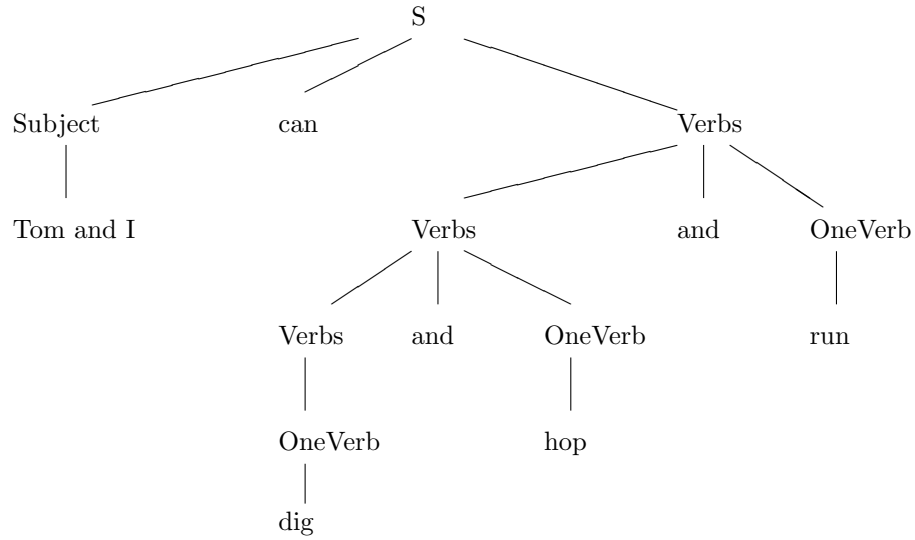 S
Subject can Verbs
Tom and I Verbs and OneVerb
Verbs and OneVerb run
OneVerb hop
dig